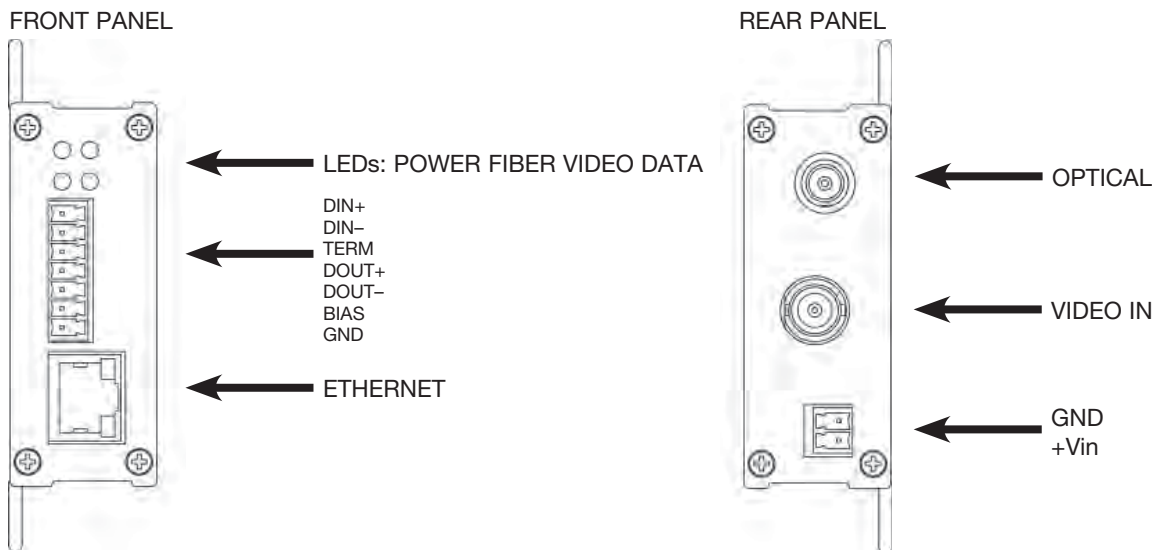 FRONT PANEL
LEDs: POWER FIBER VIDEO DATA
DIN+
DIN–
TERM
DOUT+
DOUT–
BIAS
GND
ETHERNET
REAR PANEL
OPTICAL
VIDEO IN
GND
+Vin